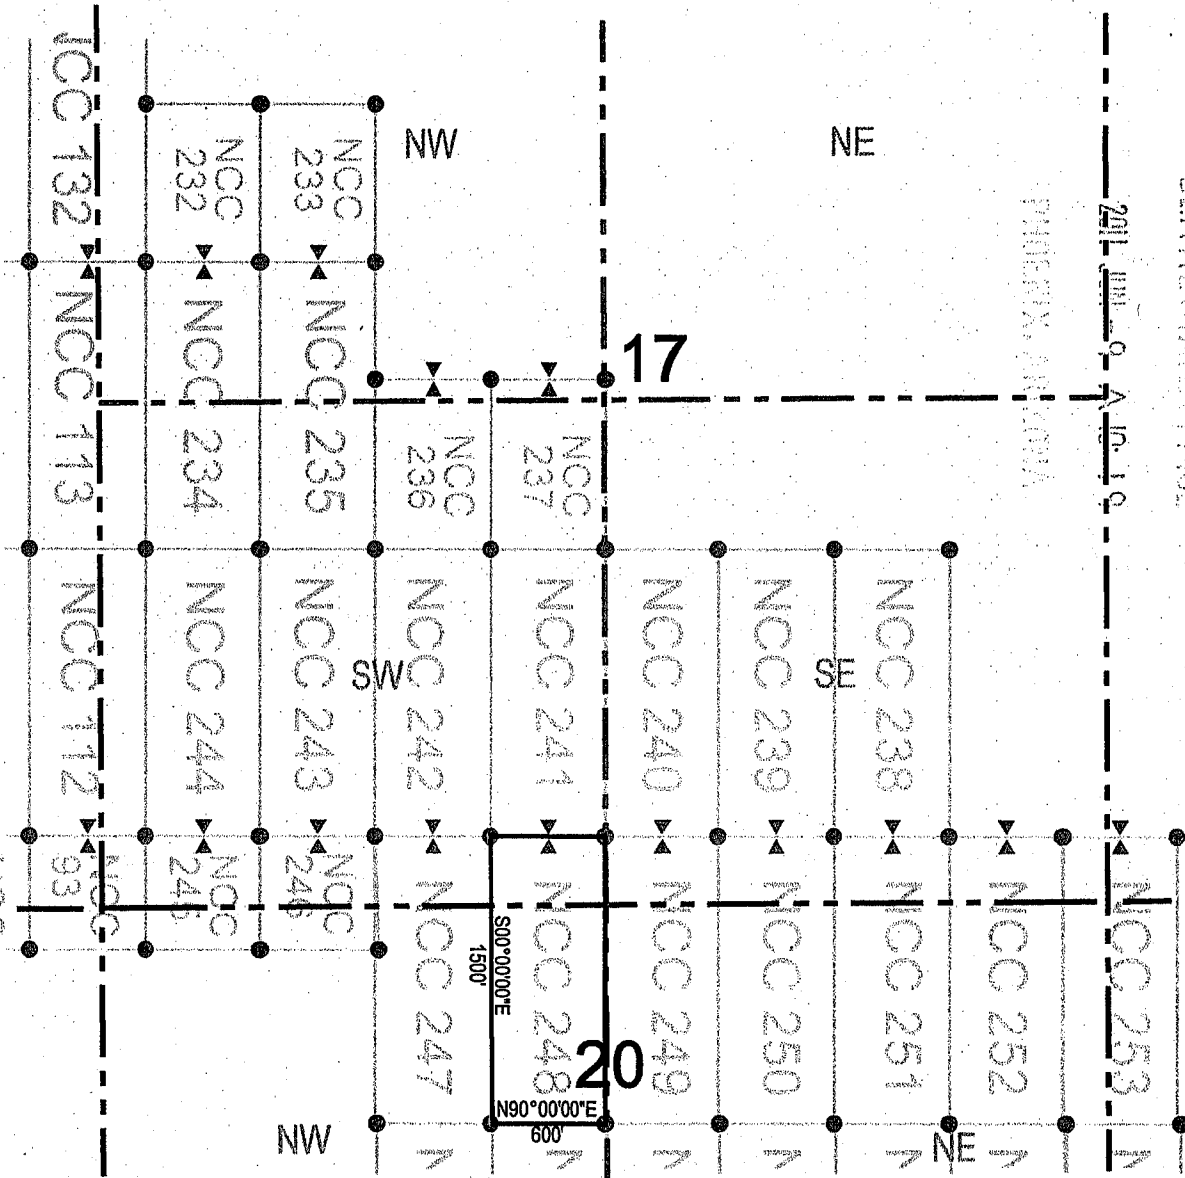 NW
NE
NCC 132
NCC
232
NCC
233
17
NCC 113
NCC 234
NCC 235
NCC
236
NCC
237
NCC 112
NCC 244
NCC 243
SW
NCC 242
NCC 241
NCC 240
NCC 239
SE
NCC 238
NCC
93
NCC
245
NCC
246
NCC 247
S00°00'00"E
1500'
NCC 248
N90°00'00"E
600'
20
NCC 249
NCC 250
NCC 251
NCC 252
NCC 253
NW
NE